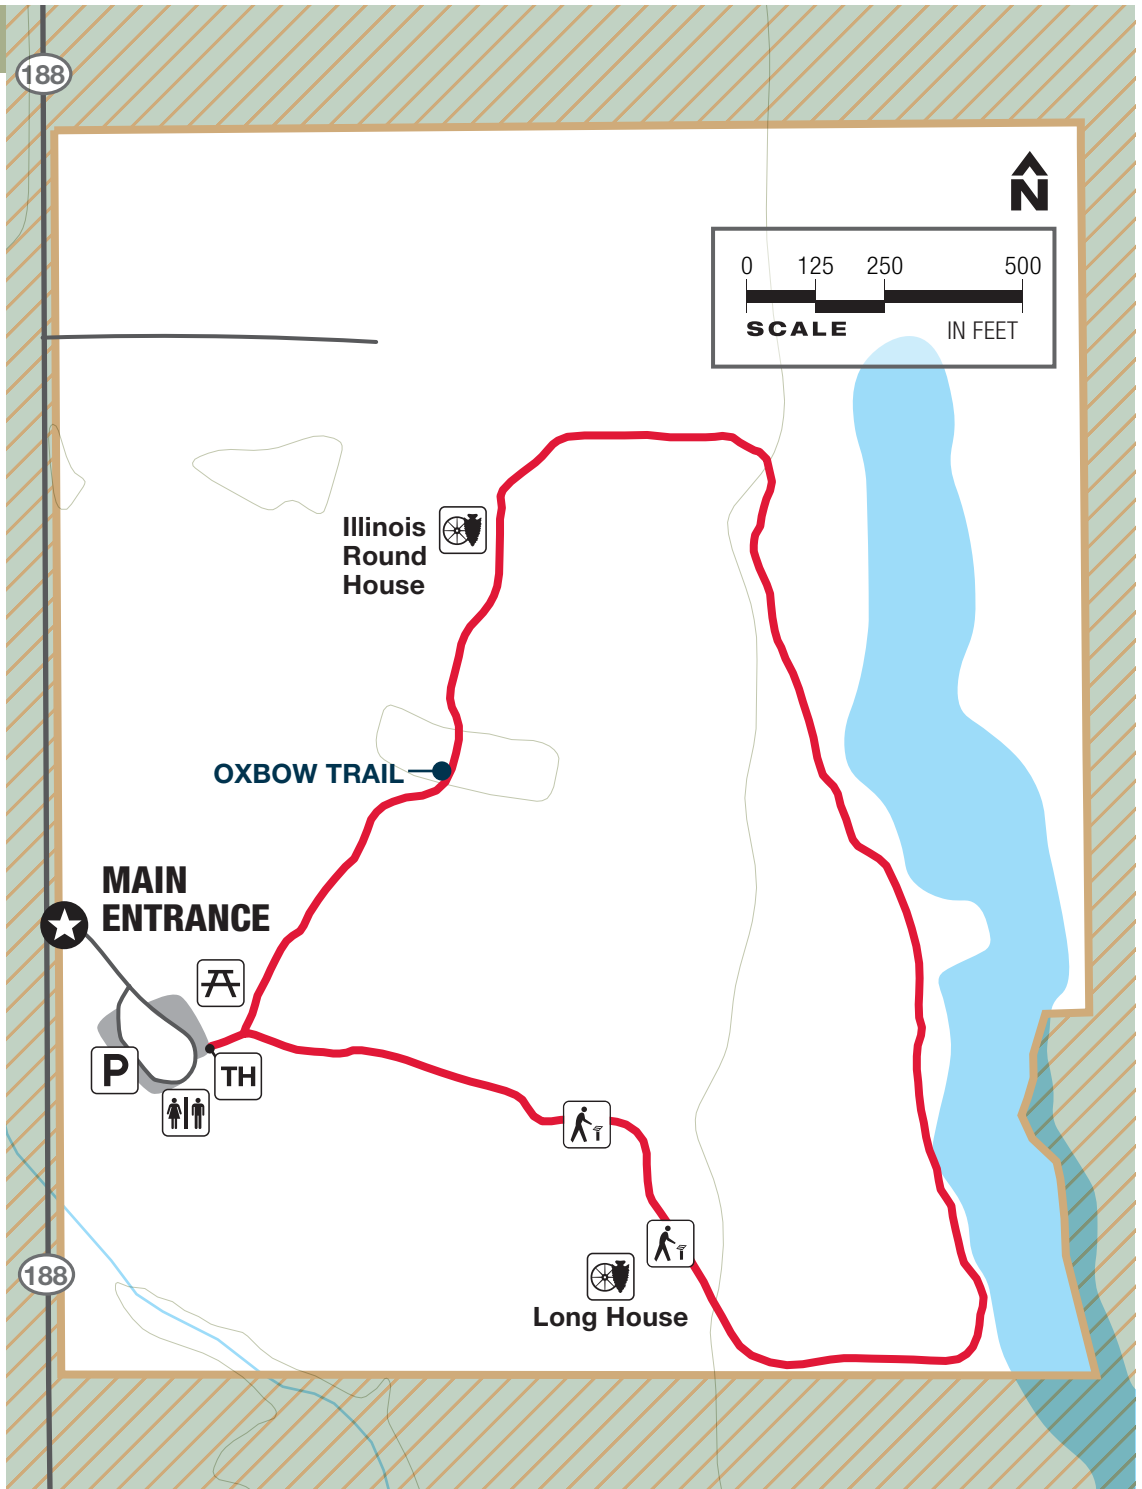 188
N
0 125 250 500
SCALE IN FEET
Illinois
Round
House
OXBOW TRAIL
MAIN
ENTRANCE
P
TH
188
Long House